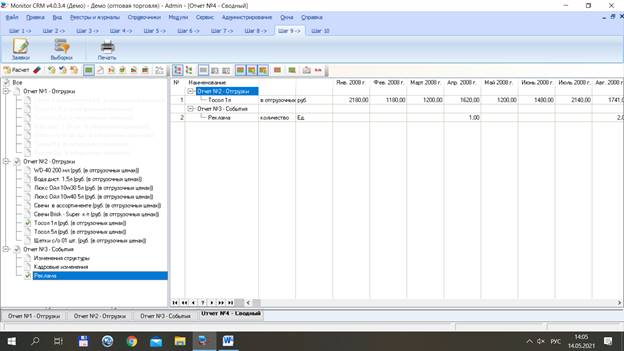 Monitor CRM v4.0.3.4 (Демо) - Демо (оптовая торговля) - Admin - [Отчет №4 - Сводный]
Файл Правка Вид Реестры и журналы Справочники Модули Сервис Администрирование Окна Справка
Шаг 1 -> Шаг 2 -> Шаг 3 -> Шаг 4 -> Шаг 5 -> Шаг 6 -> Шаг 7 -> Шаг 8 -> Шаг 9 -> Шаг 10
Заявки Выборки Печать
Расчет
Все
Отчет №1 - Отгрузки
Отчет №2 - Отгрузки
WD-40 200 мл (руб. (в отгрузочных ценах))
Вода дист. 1,5л (руб. (в отгрузочных ценах))
Люкс Ойл 10w30 5л (руб. (в отгрузочных ценах))
Люкс Ойл 10w40 5л (руб. (в отгрузочных ценах))
Свечи в ассортименте (руб. (в отгрузочных ценах))
Свечи Brisk - Super к-т (руб. (в отгрузочных ценах))
Тосол 1л (руб. (в отгрузочных ценах))
Тосол 5л (руб. (в отгрузочных ценах))
Щетки с/о 01 шт. (руб. (в отгрузочных ценах))
Отчет №3 - События
Изменения структуры
Кадровые изменения
Реклама
№ Наименование Янв. 2008 г. Фев. 2008 г. Март 2008 г. Апр. 2008 г. Май 2008 г. Июнь 2008 г. Июль 2008 г. Авг. 2008 г.
Отчет №2 - Отгрузки
1 Тосол 1л в отгрузочных руб. 2180,00 1180,00 1200,00 1620,00 1200,00 1480,00 2140,00 1741,0
Отчет №3 - События
2 Реклама количество Ед. 1,00 2,0
Отчет №1 - Отгрузки Отчет №2 - Отгрузки Отчет №3 - События Отчет №4 - Сводный
РУС
14:05
14.05.2021